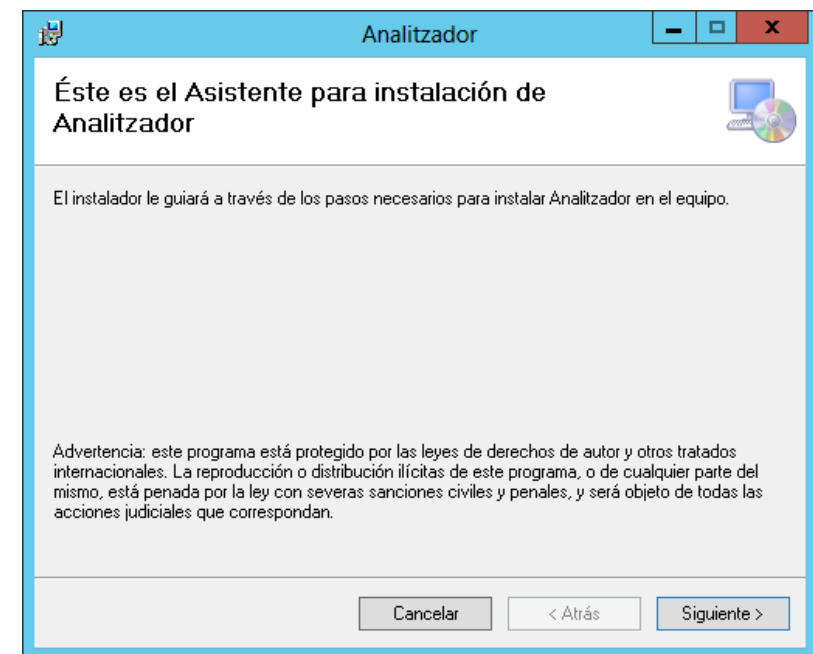 Analitzador
Éste es el Asistente para instalación de
Analitzador
El instalador le guiará a través de los pasos necesarios para instalar Analitzador en el equipo.
Advertencia: este programa está protegido por las leyes de derechos de autor y otros tratados
internacionales. La reproducción o distribución ilícitas de este programa, o de cualquier parte del
mismo, está penada por la ley con severas sanciones civiles y penales, y será objeto de todas las
acciones judiciales que correspondan.
Cancelar
< Atrás
Siguiente >